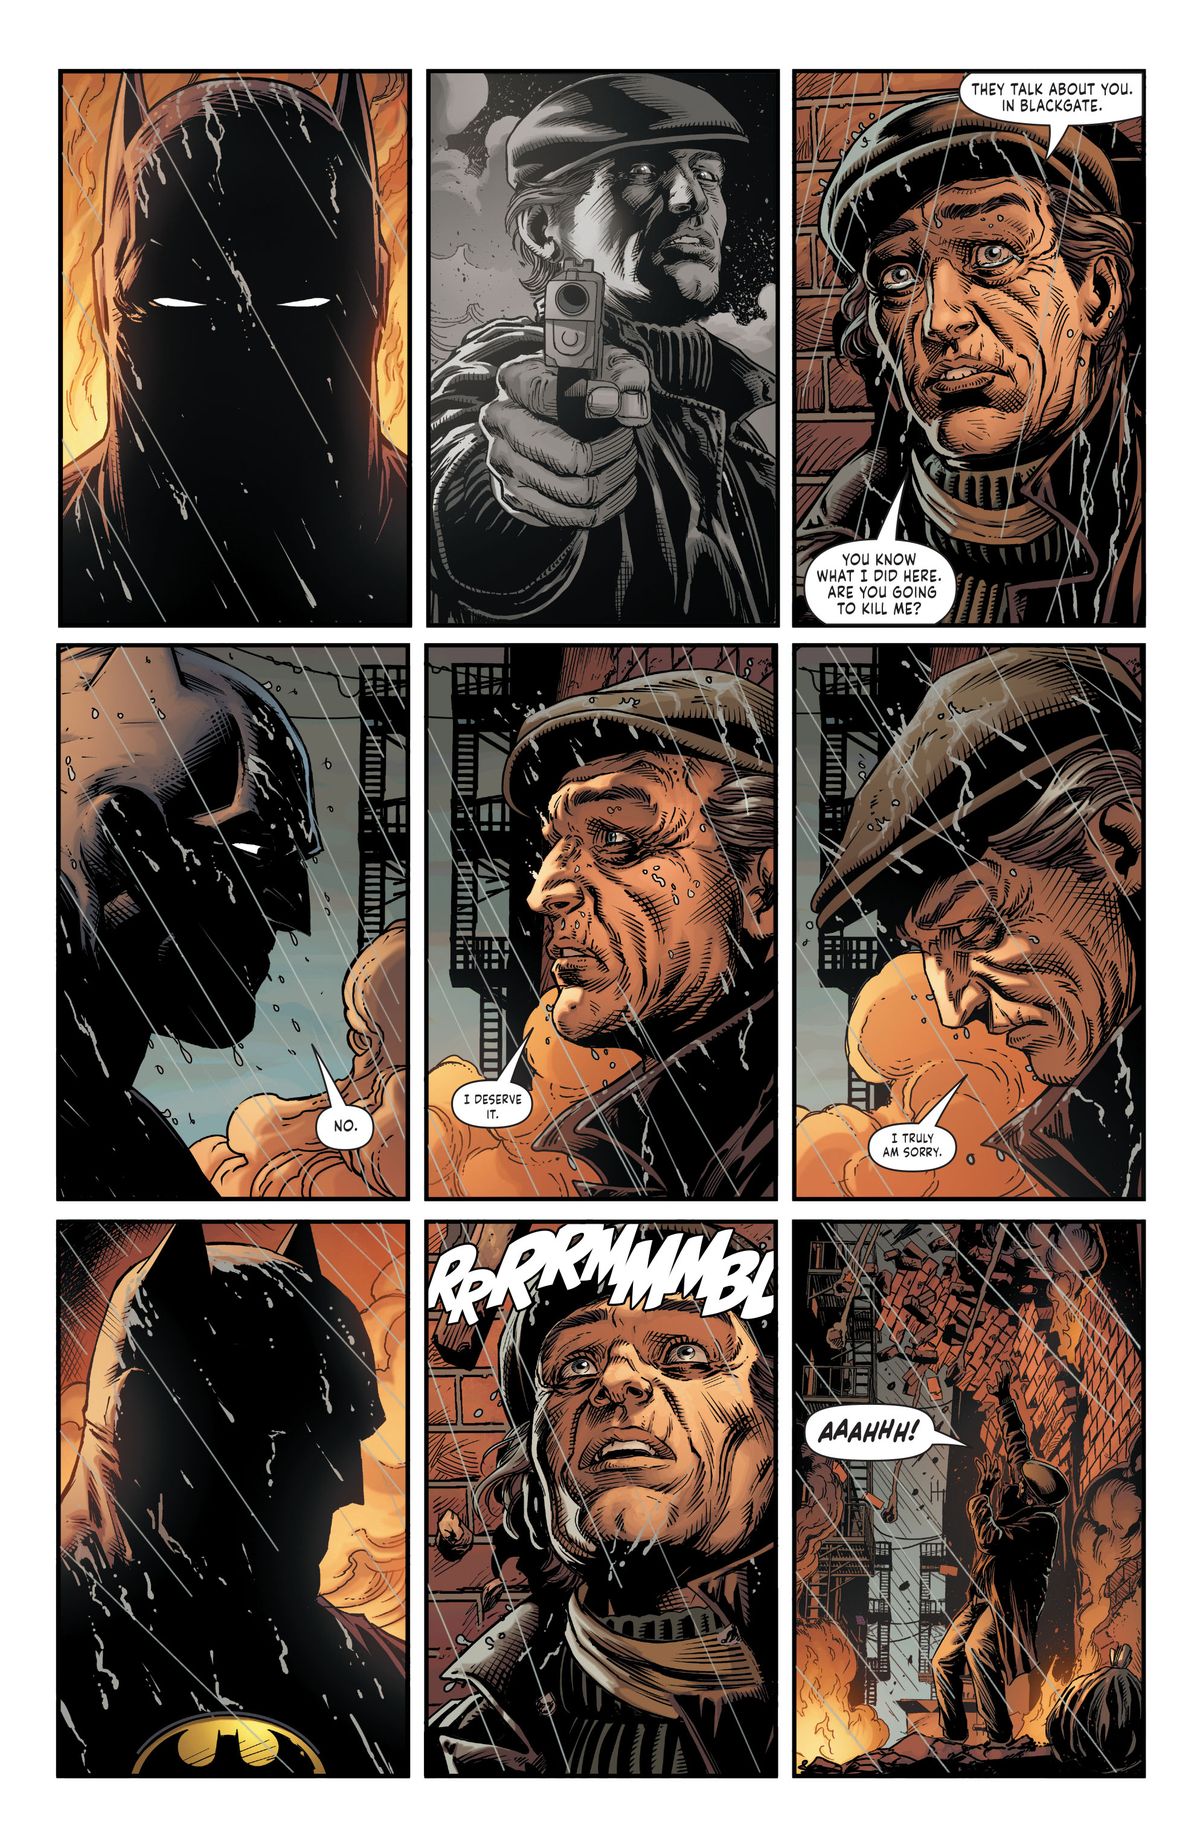 THEY TALK ABOUT YOU.
IN BLACKGATE.
YOU KNOW
WHAT I DID HERE.
ARE YOU GOING
TO KILL ME?
NO.
I DESERVE
IT.
I TRULY
AM SORRY.
RRRRRMMMMBL
AAAHHH!